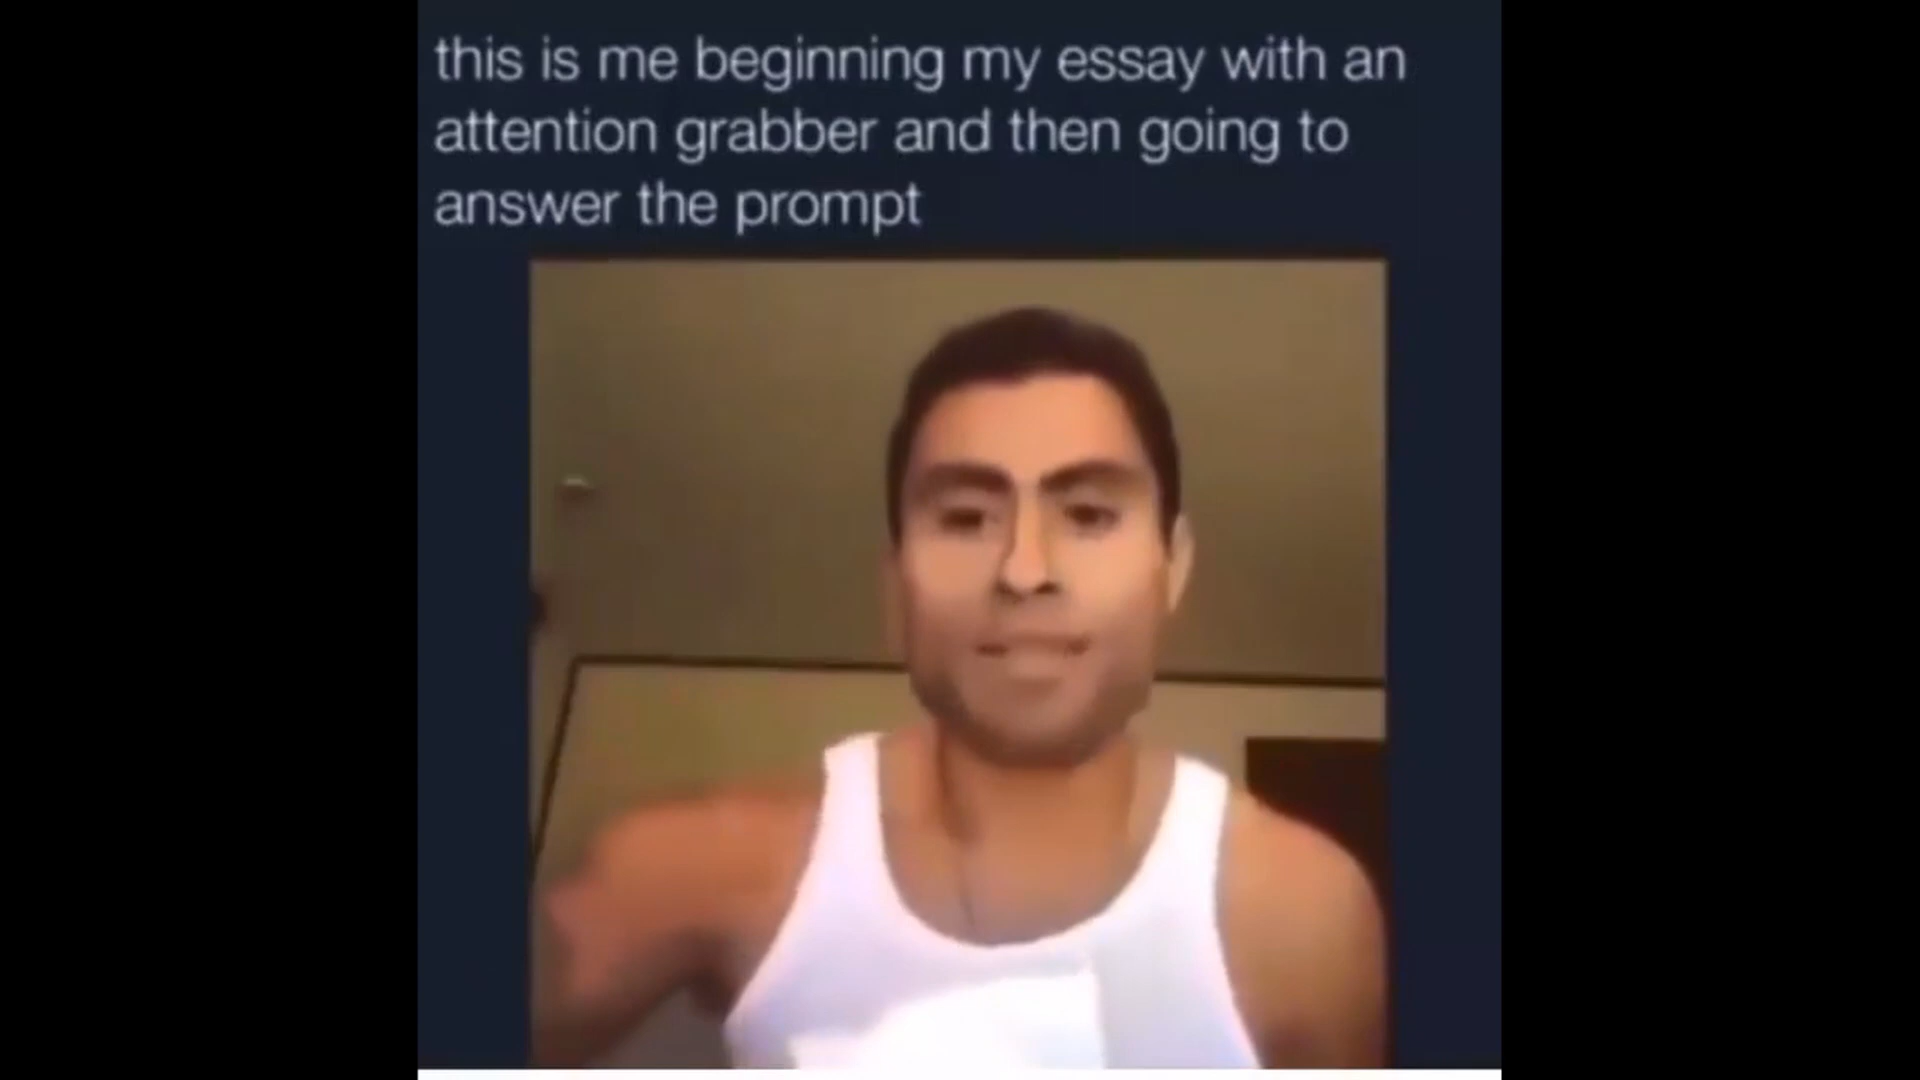 this is me beginning my essay with an
attention grabber and then going to
answer the prompt